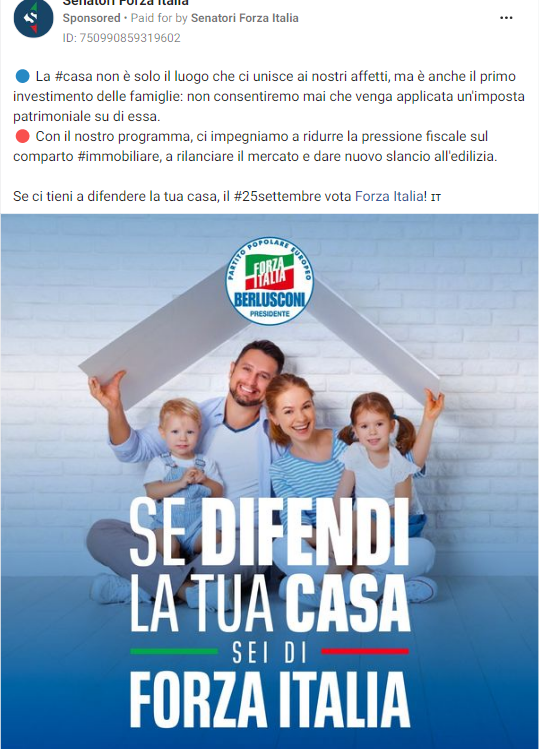 Senatori Forza Italia
Sponsored • Paid for by Senatori Forza Italia
ID: 750990859319602
🔵 La #casa non è solo il luogo che ci unisce ai nostri affetti, ma è anche il primo
investimento delle famiglie: non consentiremo mai che venga applicata un'imposta
patrimoniale su di essa.
🔴 Con il nostro programma, ci impegniamo a ridurre la pressione fiscale sul
comparto #immobiliare, a rilanciare il mercato e dare nuovo slancio all'edilizia.
Se ci tieni a difendere la tua casa, il #25settembre vota Forza Italia! IT
PARTITO POPOLARE EUROPEO
FORZA
ITALIA
BERLUSCONI
PRESIDENTE
SE DIFENDI
LA TUA CASA
SEI DI
FORZA ITALIA